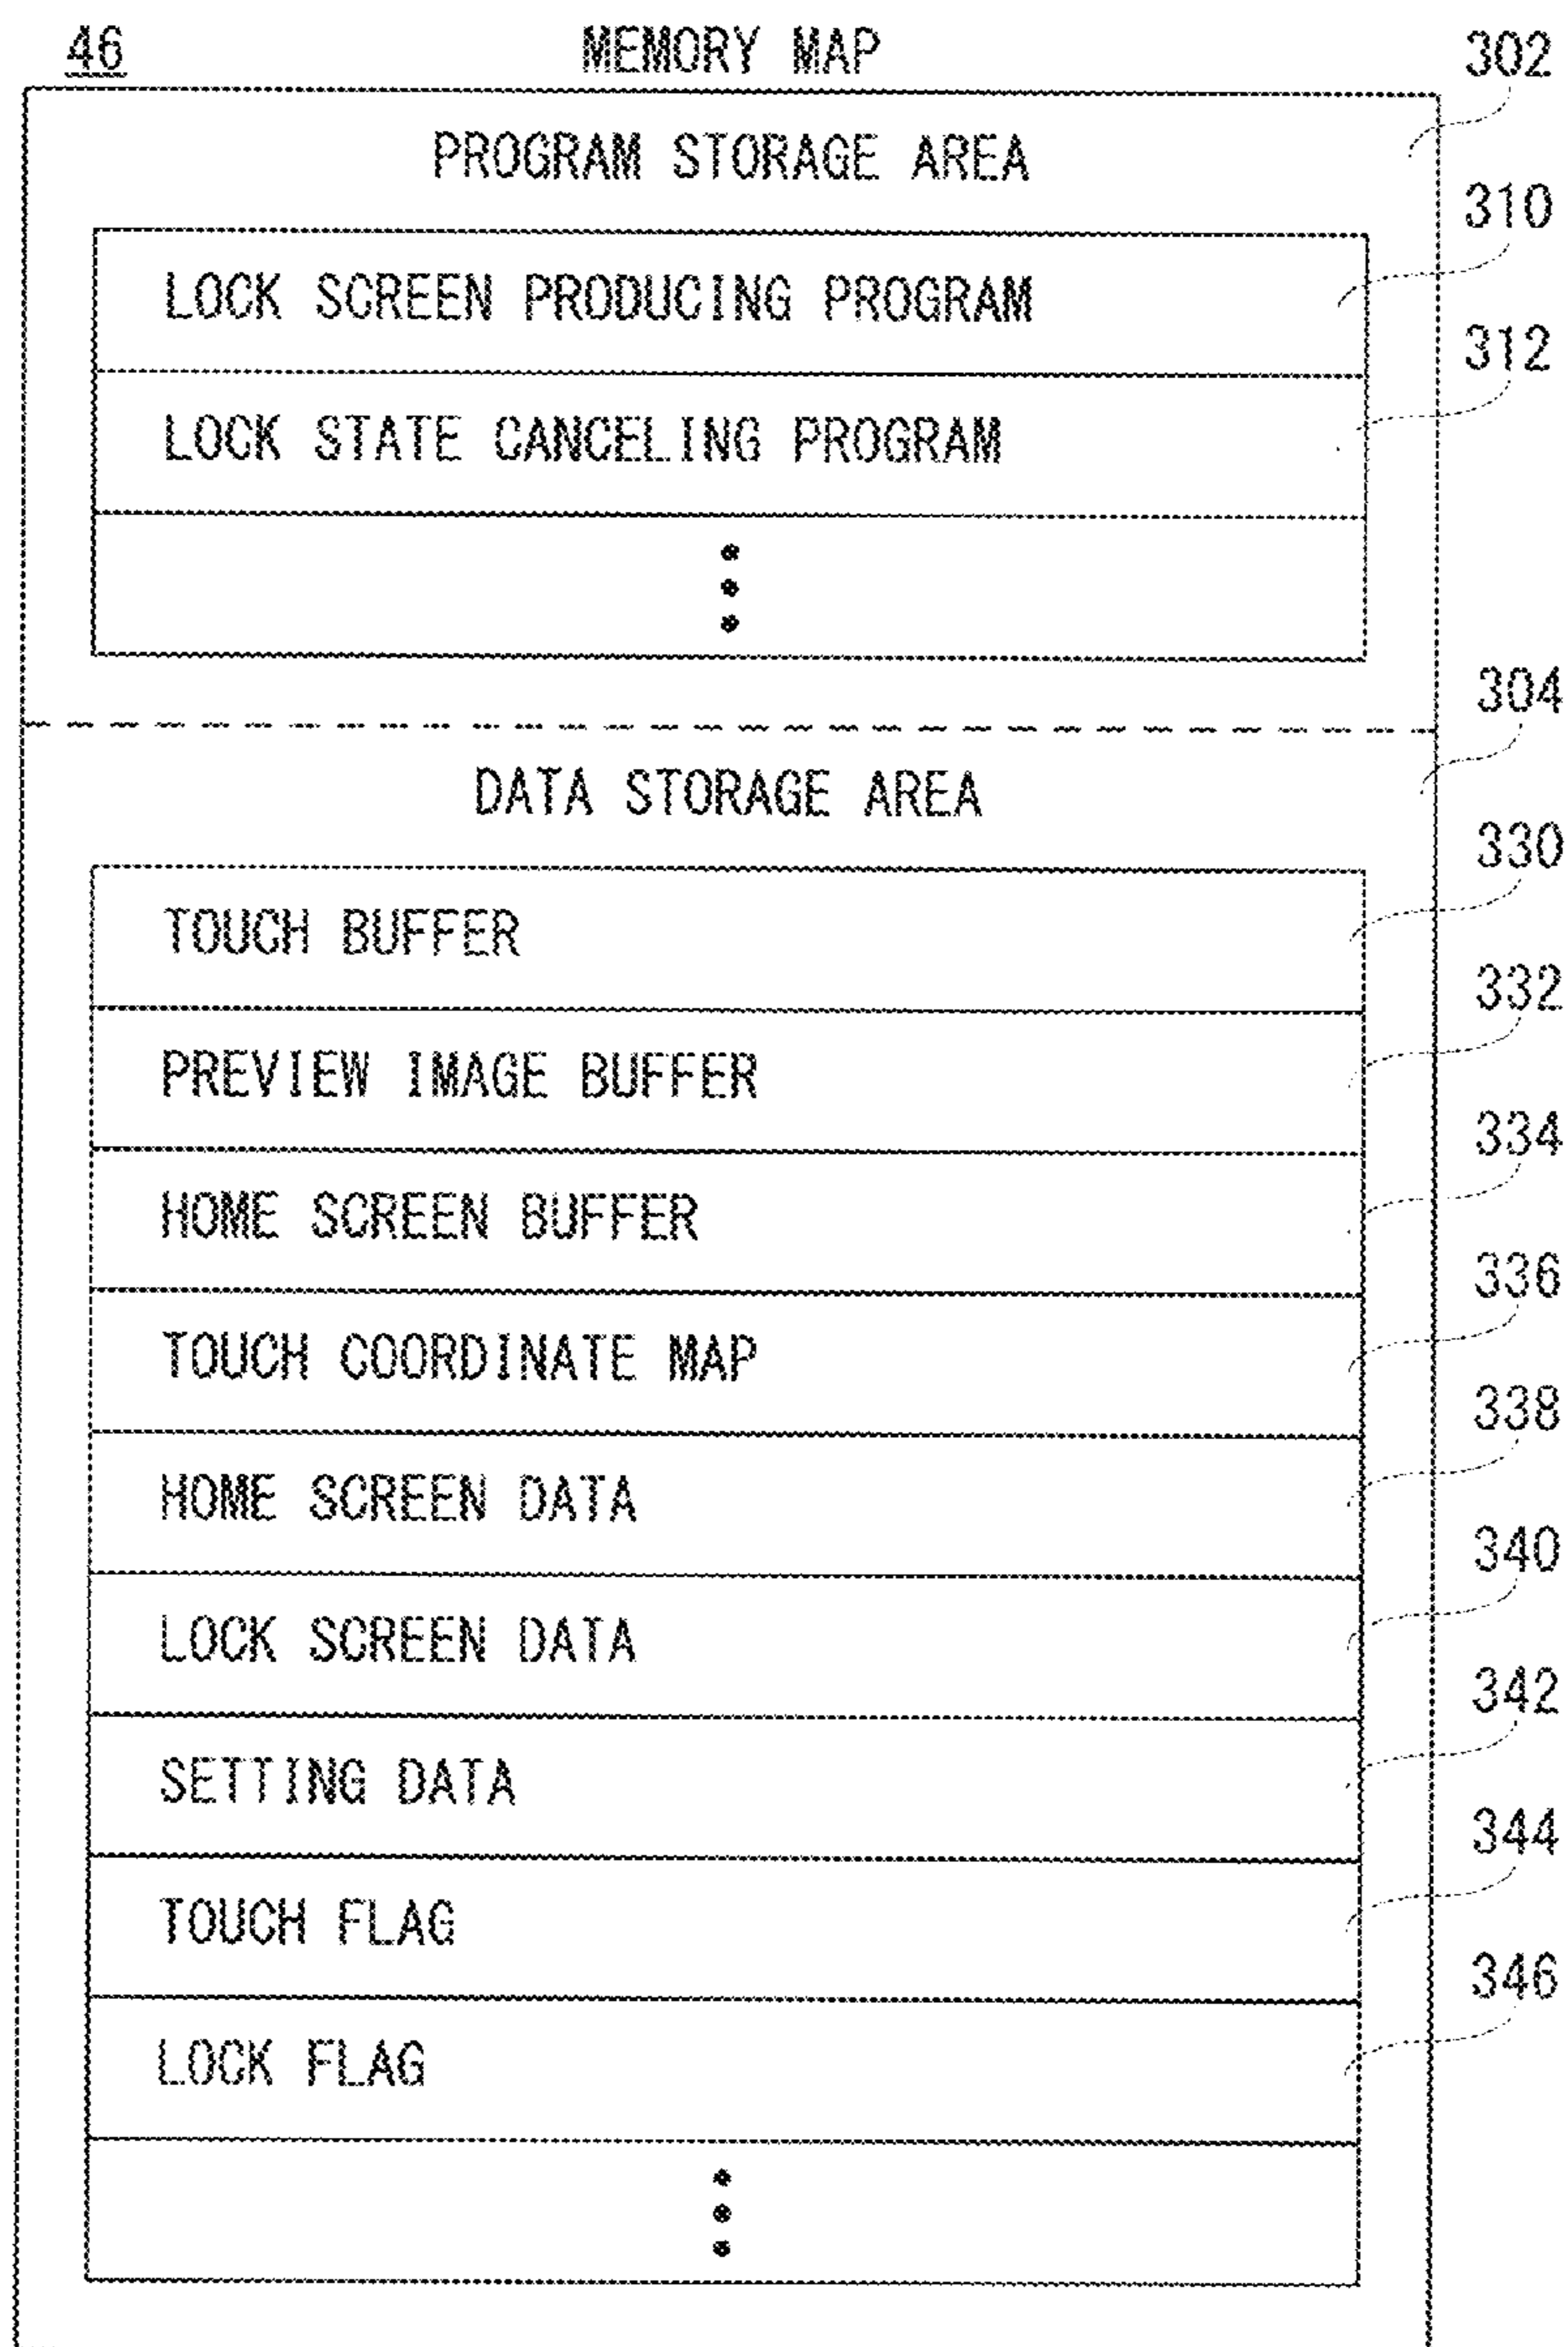 46 MEMORY MAP 302
PROGRAM STORAGE AREA
310
LOCK SCREEN PRODUCING PROGRAM
312
LOCK STATE CANCELING PROGRAM
304
DATA STORAGE AREA
330
TOUCH BUFFER
332
PREVIEW IMAGE BUFFER
334
HOME SCREEN BUFFER
336
TOUCH COORDINATE MAP
338
HOME SCREEN DATA
340
LOCK SCREEN DATA
342
SETTING DATA
344
TOUCH FLAG
346
LOCK FLAG